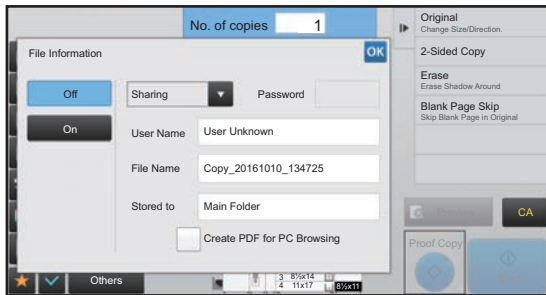 No. of copies 1
File Information
OK
Off
On
Sharing
Password
User Name
User Unknown
File Name
Copy_20161010_134725
Stored to
Main Folder
Create PDF for PC Browsing
Others
3 8½x14
4 11x17
8½x11
Original
Change Size/Direction.
2-Sided Copy
Erase
Erase Shadow Around
Blank Page Skip
Skip Blank Page in Original
Preview
CA
Proof Copy
Start